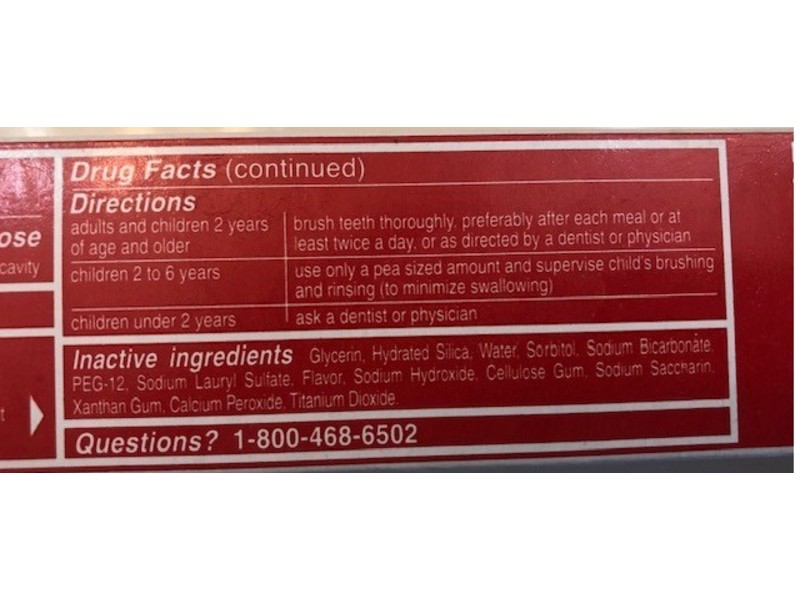 Drug Facts (continued)
Directions
adults and children 2 years
of age and older
brush teeth thoroughly, preferably after each meal or at
least twice a day, or as directed by a dentist or physician
children 2 to 6 years
use only a pea sized amount and supervise child's brushing
and rinsing (to minimize swallowing)
children under 2 years
ask a dentist or physician
Inactive ingredients Glycerin, Hydrated Silica, Water, Sorbitol, Sodium Bicarbonate,
PEG-12, Sodium Lauryl Sulfate, Flavor, Sodium Hydroxide, Cellulose Gum, Sodium Saccharin,
Xanthan Gum, Calcium Peroxide, Titanium Dioxide.
Questions? 1-800-468-6502
ose
cavity
t